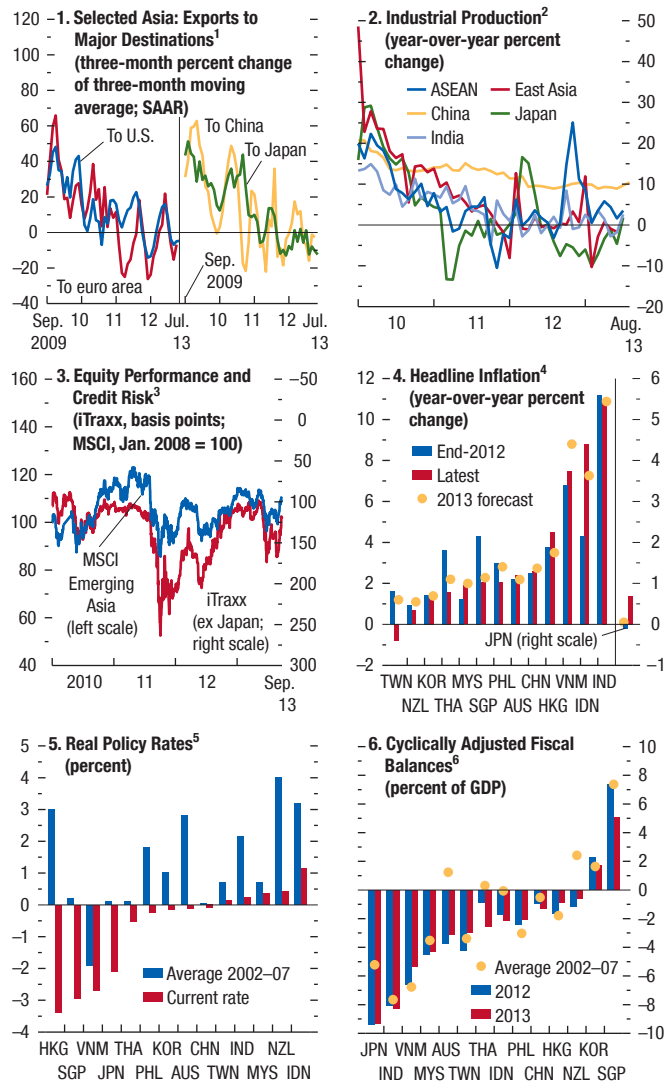 1. Selected Asia: Exports to
Major Destinations1
(three-month percent
change of three-month moving
average; SAAR)
To U.S.
To China
To Japan
To euro area
Sep.
2009
100
80
60
40
20
0
−20
−40
Sep.
2009
10
11
12
Jul.
13
10
11
12
Jul.
13
2. Industrial Production2
(year-over-year percent
change)
ASEAN
East Asia
China
Japan
India
50
40
30
20
10
0
−10
−20
10
11
12
Aug.
13
3. Equity Performance and
Credit Risk3
(iTraxx, basis points;
MSCI, Jan. 2008 = 100)
MSCI
Emerging
Asia
(left scale)
iTraxx
(ex Japan;
right scale)
160
140
120
100
80
60
40
−50
0
50
100
150
200
250
300
2010
11
12
Sep.
13
4. Headline Inflation4
(year-over-year percent
change)
End-2012
Latest
2013 forecast
JPN (right scale)
12
10
8
6
4
2
0
−2
6
5
4
3
2
1
0
−1
TWN KOR MYS PHL CHN VNM IND
NZL THA SGP AUS HKG IDN
5. Real Policy Rates5
(percent)
Average 2002–07
Current rate
5
4
3
2
1
0
−1
−2
−3
−4
HKG VNM THA KOR CHN IND NZL
SGP JPN PHL AUS TWN MYS IDN
6. Cyclically Adjusted Fiscal
Balances6
(percent of GDP)
Average 2002–07
2012
2013
10
8
6
4
2
0
−2
−4
−6
−8
−10
JPN VNM AUS THA PHL HKG KOR
IND MYS TWN IDN CHN NZL SGP